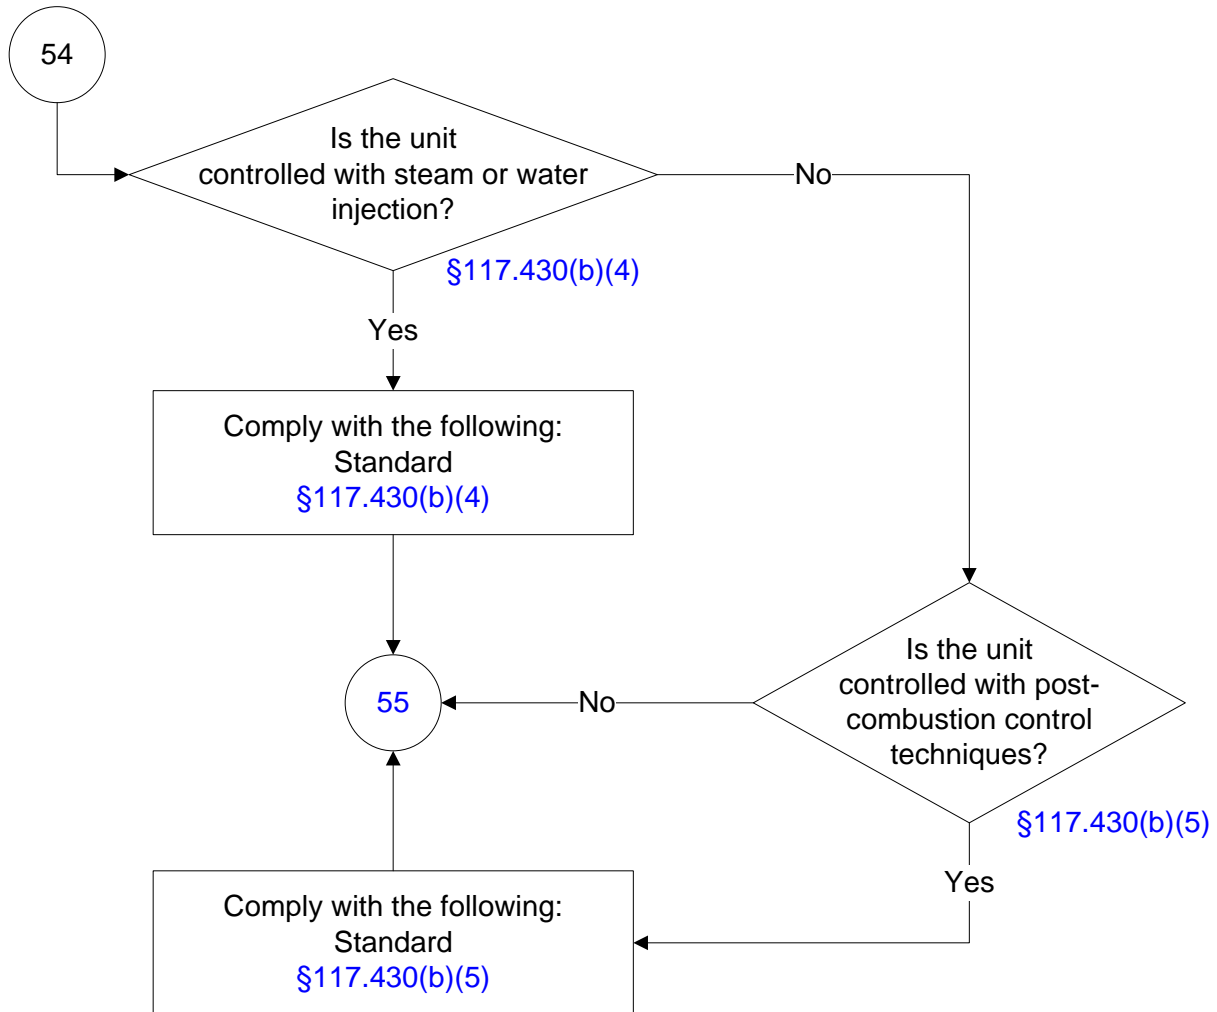 54
Is the unit
controlled with steam or water
injection?
No
§117.430(b)(4)
Yes
Comply with the following:
Standard
§117.430(b)(4)
Is the unit
controlled with post-
combustion control
techniques?
No
55
§117.430(b)(5)
Yes
Comply with the following:
Standard
§117.430(b)(5)